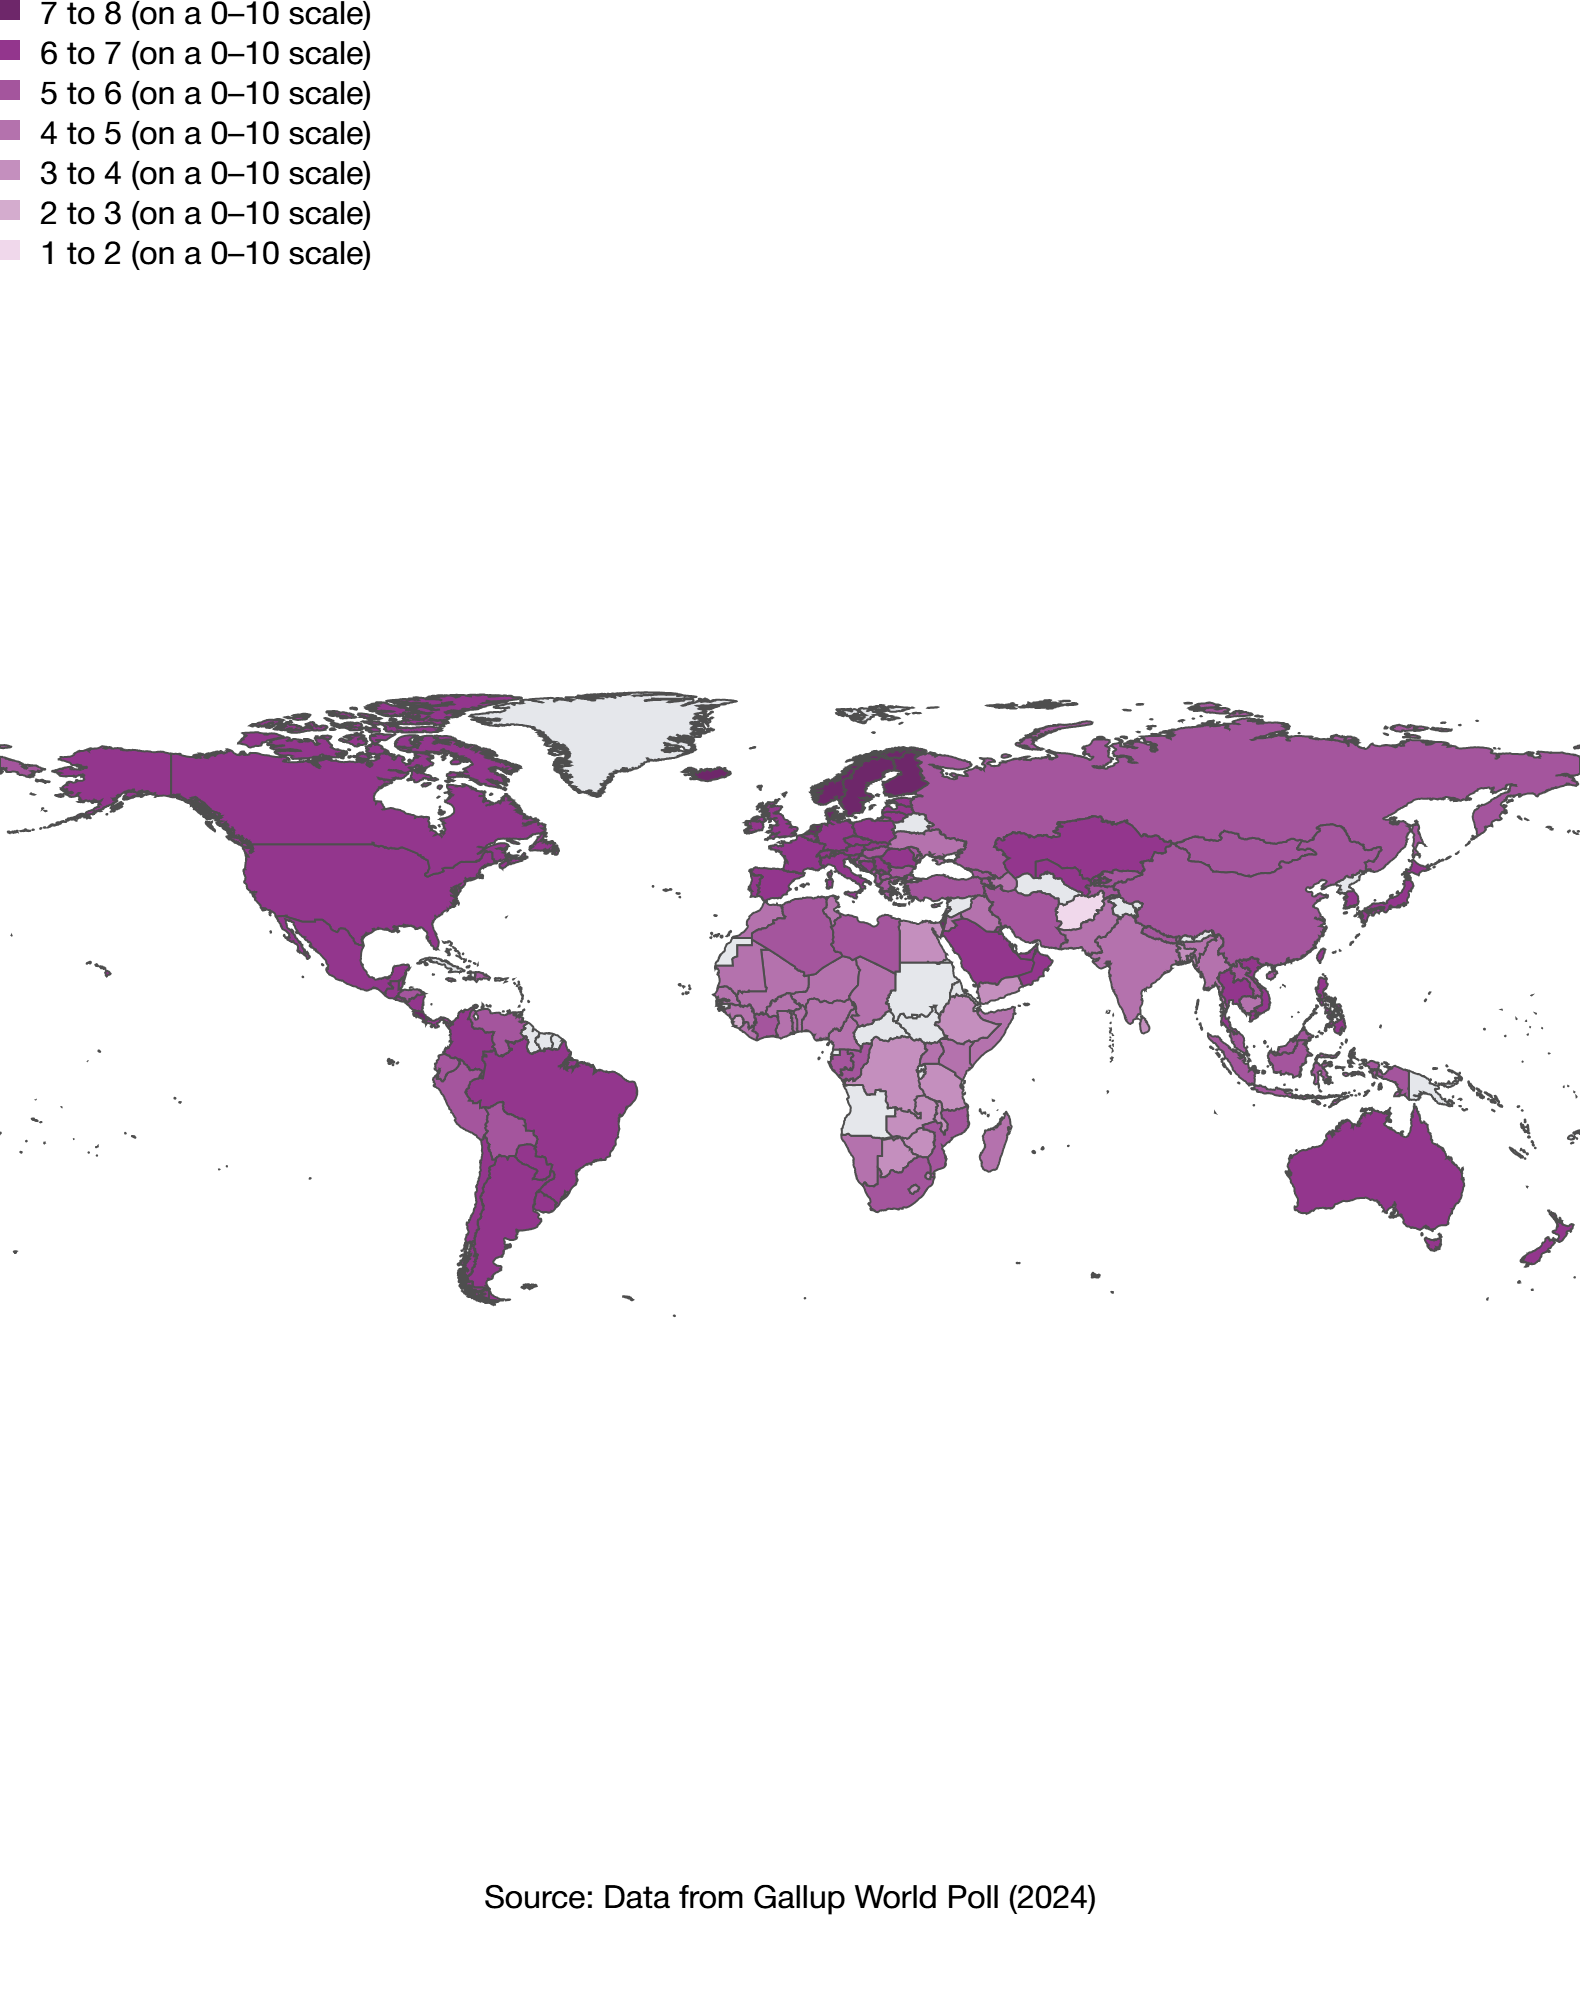 7 to 8 (on a 0–10 scale)
6 to 7 (on a 0–10 scale)
5 to 6 (on a 0–10 scale)
4 to 5 (on a 0–10 scale)
3 to 4 (on a 0–10 scale)
2 to 3 (on a 0–10 scale)
1 to 2 (on a 0–10 scale)
Source: Data from Gallup World Poll (2024)